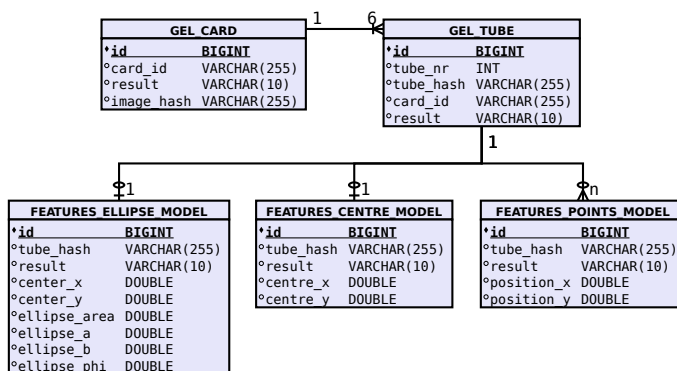 1 6
GEL_CARD
id BIGINT
card_id VARCHAR(255)
result VARCHAR(10)
image_hash VARCHAR(255)
GEL_TUBE
id BIGINT
tube_nr INT
tube_hash VARCHAR(255)
card_id VARCHAR(255)
result VARCHAR(10)
1
1 1 n
FEATURES_ELLIPSE_MODEL
id BIGINT
tube_hash VARCHAR(255)
result VARCHAR(10)
center_x DOUBLE
center_y DOUBLE
ellipse_area DOUBLE
ellipse_a DOUBLE
ellipse_b DOUBLE
ellipse_phi DOUBLE
FEATURES_CENTRE_MODEL
id BIGINT
tube_hash VARCHAR(255)
result VARCHAR(10)
centre_x DOUBLE
centre_y DOUBLE
FEATURES_POINTS_MODEL
id BIGINT
tube_hash VARCHAR(255)
result VARCHAR(10)
position_x DOUBLE
position_y DOUBLE